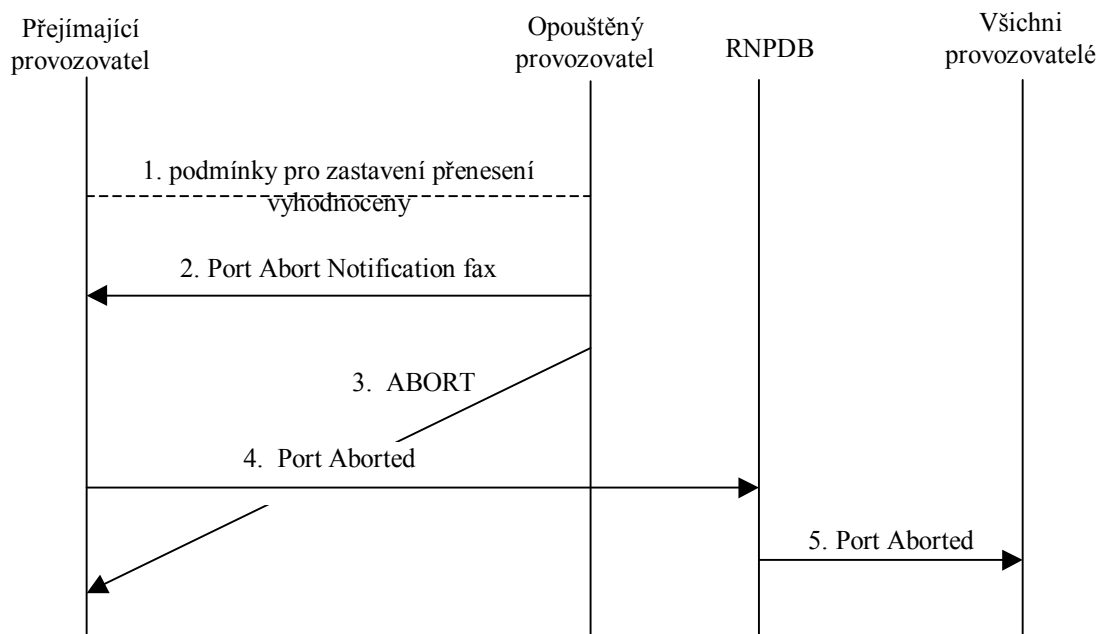 Přejímající
provozovatel
Opouštěný
provozovatel
RNPDB
Všichni
provozovatelé
1. podmínky pro zastavení přenesení
vyhodnoceny
2. Port Abort Notification fax
3. ABORT
4. Port Aborted
5. Port Aborted